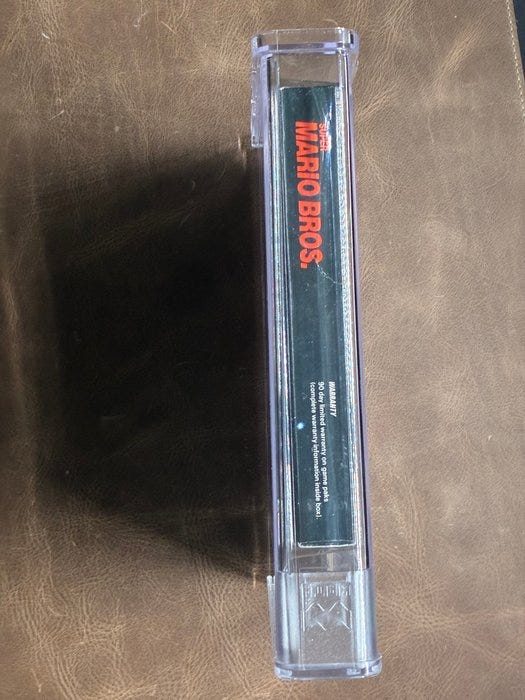 SUPER
MARIO BROS.
WARRANTY
90 day limited warranty on game paks
(complete warranty information inside box).